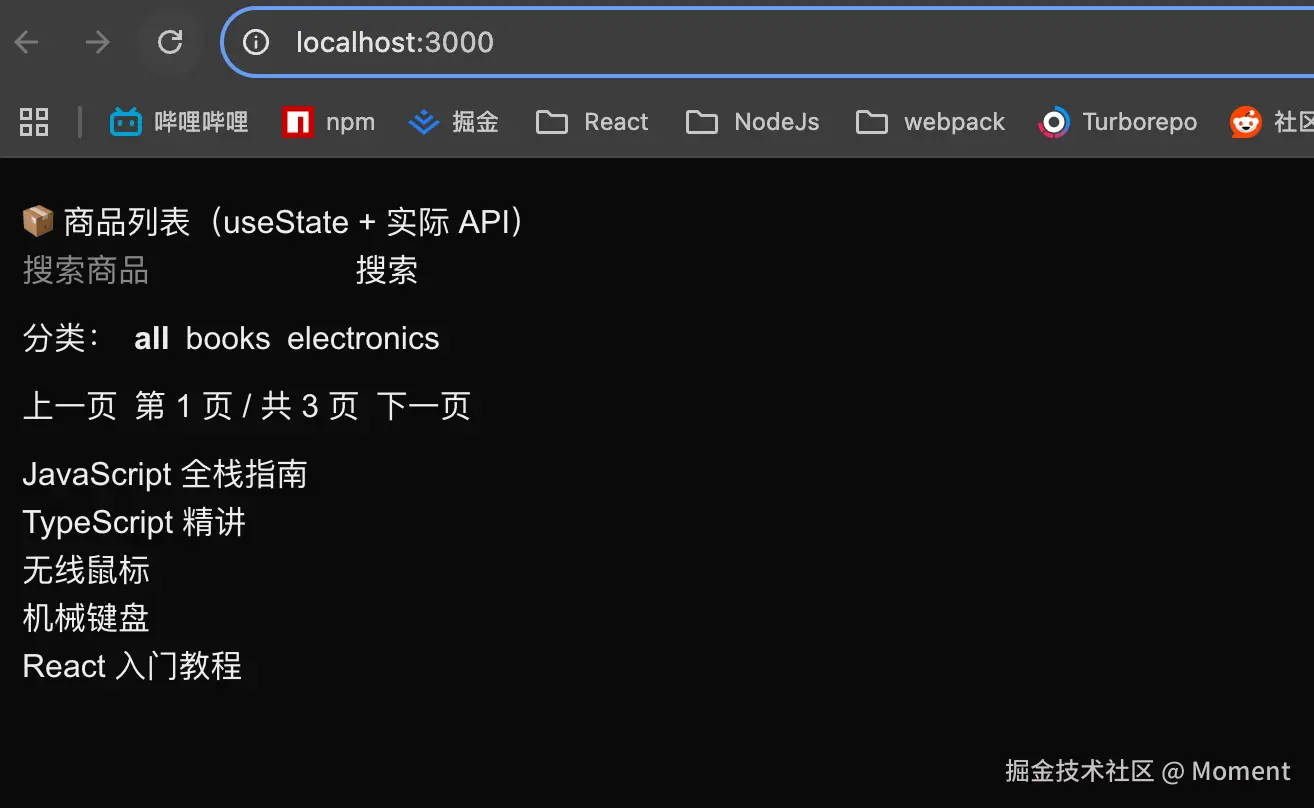 localhost:3000
哔哩哔哩 npm 掘金 React NodeJs webpack Turborepo 社区
📦 商品列表（useState + 实际 API）
搜索商品 搜索
分类： all books electronics
上一页 第 1 页 / 共 3 页 下一页
JavaScript 全栈指南
TypeScript 精讲
无线鼠标
机械键盘
React 入门教程
掘金技术社区 @ Moment